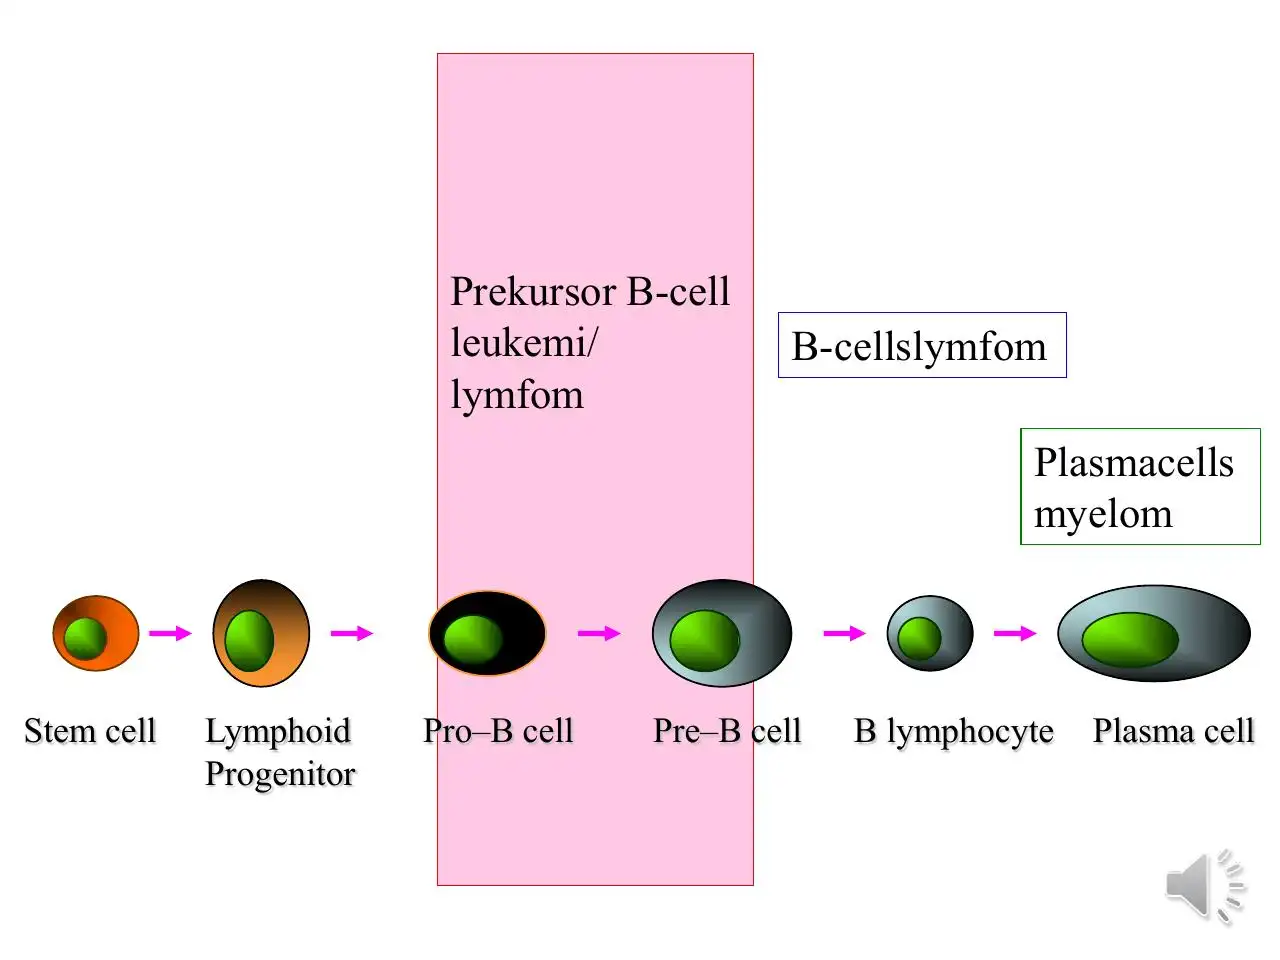 Prekursor B-cell
leukemi/
lymfom
B-cellslymfom
Plasmacells
myelom
Stem cell
Lymphoid
Progenitor
Pro–B cell
Pre–B cell
B lymphocyte
Plasma cell